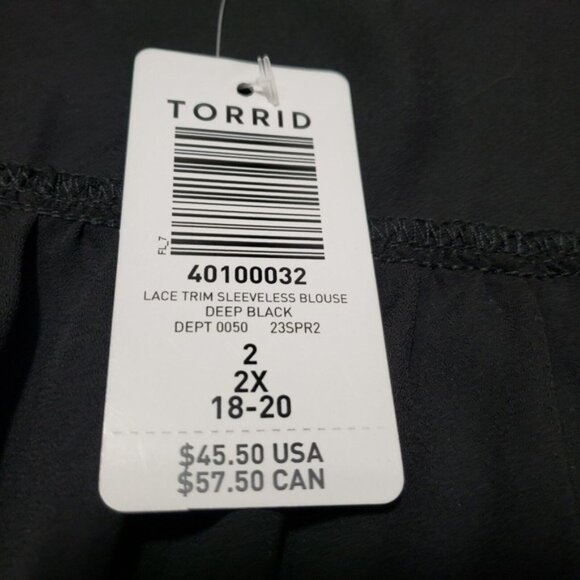 TORRID
FL_7
40100032
LACE TRIM SLEEVELESS BLOUSE
DEEP BLACK
DEPT 0050 23SPR2
2
2X
18-20
$45.50 USA
$57.50 CAN